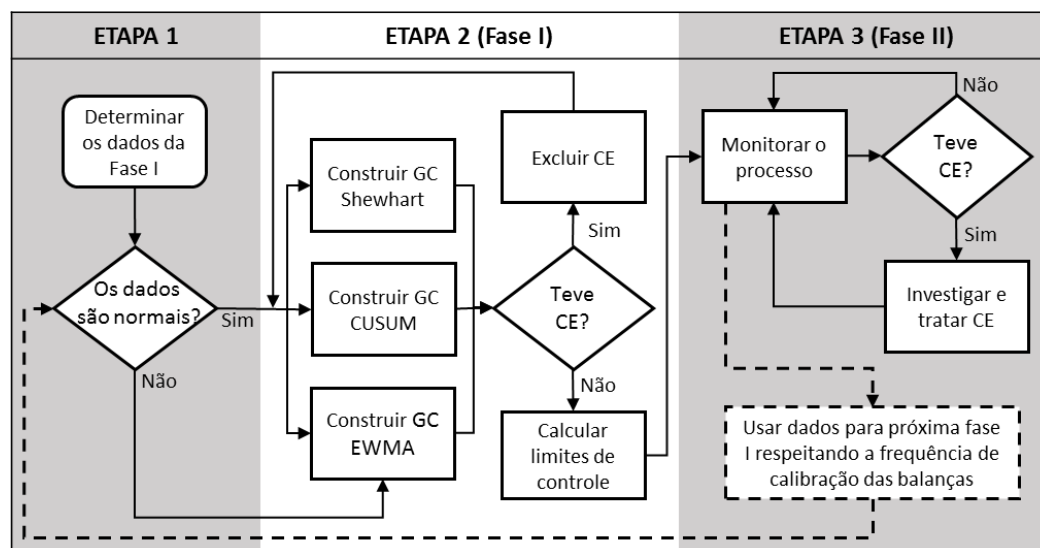 ETAPA 1
ETAPA 2 (Fase I)
ETAPA 3 (Fase II)
Determinar
os dados da
Fase I
Os dados
são normais?
Sim
Não
Construir GC
Shewhart
Construir GC
CUSUM
Construir GC
EWMA
Excluir CE
Sim
Teve
CE?
Não
Calcular
limites de
controle
Monitorar o
processo
Não
Teve
CE?
Sim
Investigar e
tratar CE
Usar dados para próxima fase
I respeitando a frequência de
calibração das balanças